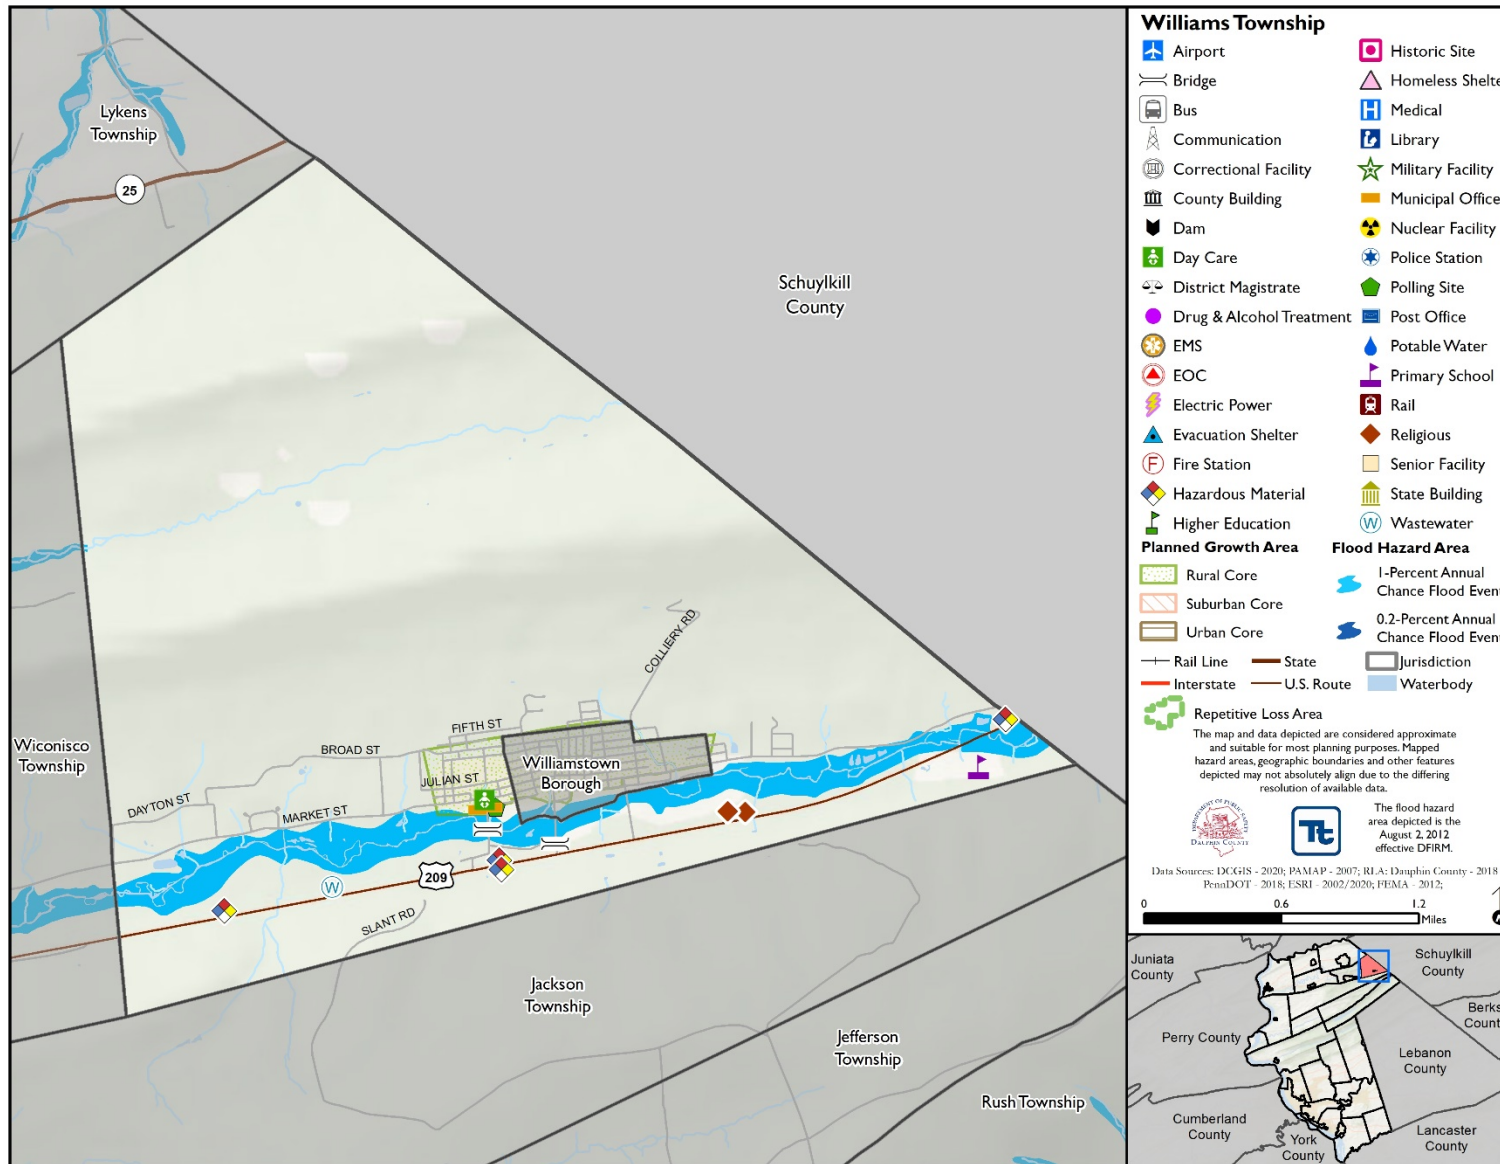 Lykens
Township
25
Schuylkill
County
Wiconisco
Township
COLLIERY RD
FIFTH ST
BROAD ST
JULIAN ST
Williamstown
Borough
DAYTON ST
MARKET ST
W
209
SLANT RD
Jackson
Township
Jefferson
Township
Rush Township
Williams Township
Airport
Bridge
Bus
Communication
Correctional Facility
County Building
Dam
Day Care
District Magistrate
Drug & Alcohol Treatment
EMS
EOC
Electric Power
Evacuation Shelter
F Fire Station
Hazardous Material
Higher Education
Historic Site
Homeless Shelte
H Medical
Library
Military Facility
Municipal Office
Nuclear Facility
Police Station
Polling Site
Post Office
Potable Water
Primary School
Rail
Religious
Senior Facility
State Building
W Wastewater
Planned Growth Area
Rural Core
Suburban Core
Urban Core
Flood Hazard Area
1-Percent Annual
Chance Flood Even
0.2-Percent Annual
Chance Flood Even
Rail Line
State
Jurisdiction
Interstate
U.S. Route
Waterbody
Repetitive Loss Area
The map and data depicted are considered approximate
and suitable for most planning purposes. Mapped
hazard areas, geographic boundaries and other features
depicted may not absolutely align due to the differing
resolution of available data.
DEPARTMENT OF PUBLIC SAFETY
DAUPHIN COUNTY
Tt
The flood hazard
area depicted is the
August 2, 2012
effective DFIRM.
Data Sources: DCGIS - 2020; PAMAP - 2007; RLA: Dauphin County - 2018
PennDOT - 2018; ESRI - 2002/2020; FEMA - 2012;
0 0.6 1.2
Miles
Juniata
County
Schuylkill
County
Berks
Count
Perry County
Lebanon
County
Cumberland
County
York
County
Lancaster
County